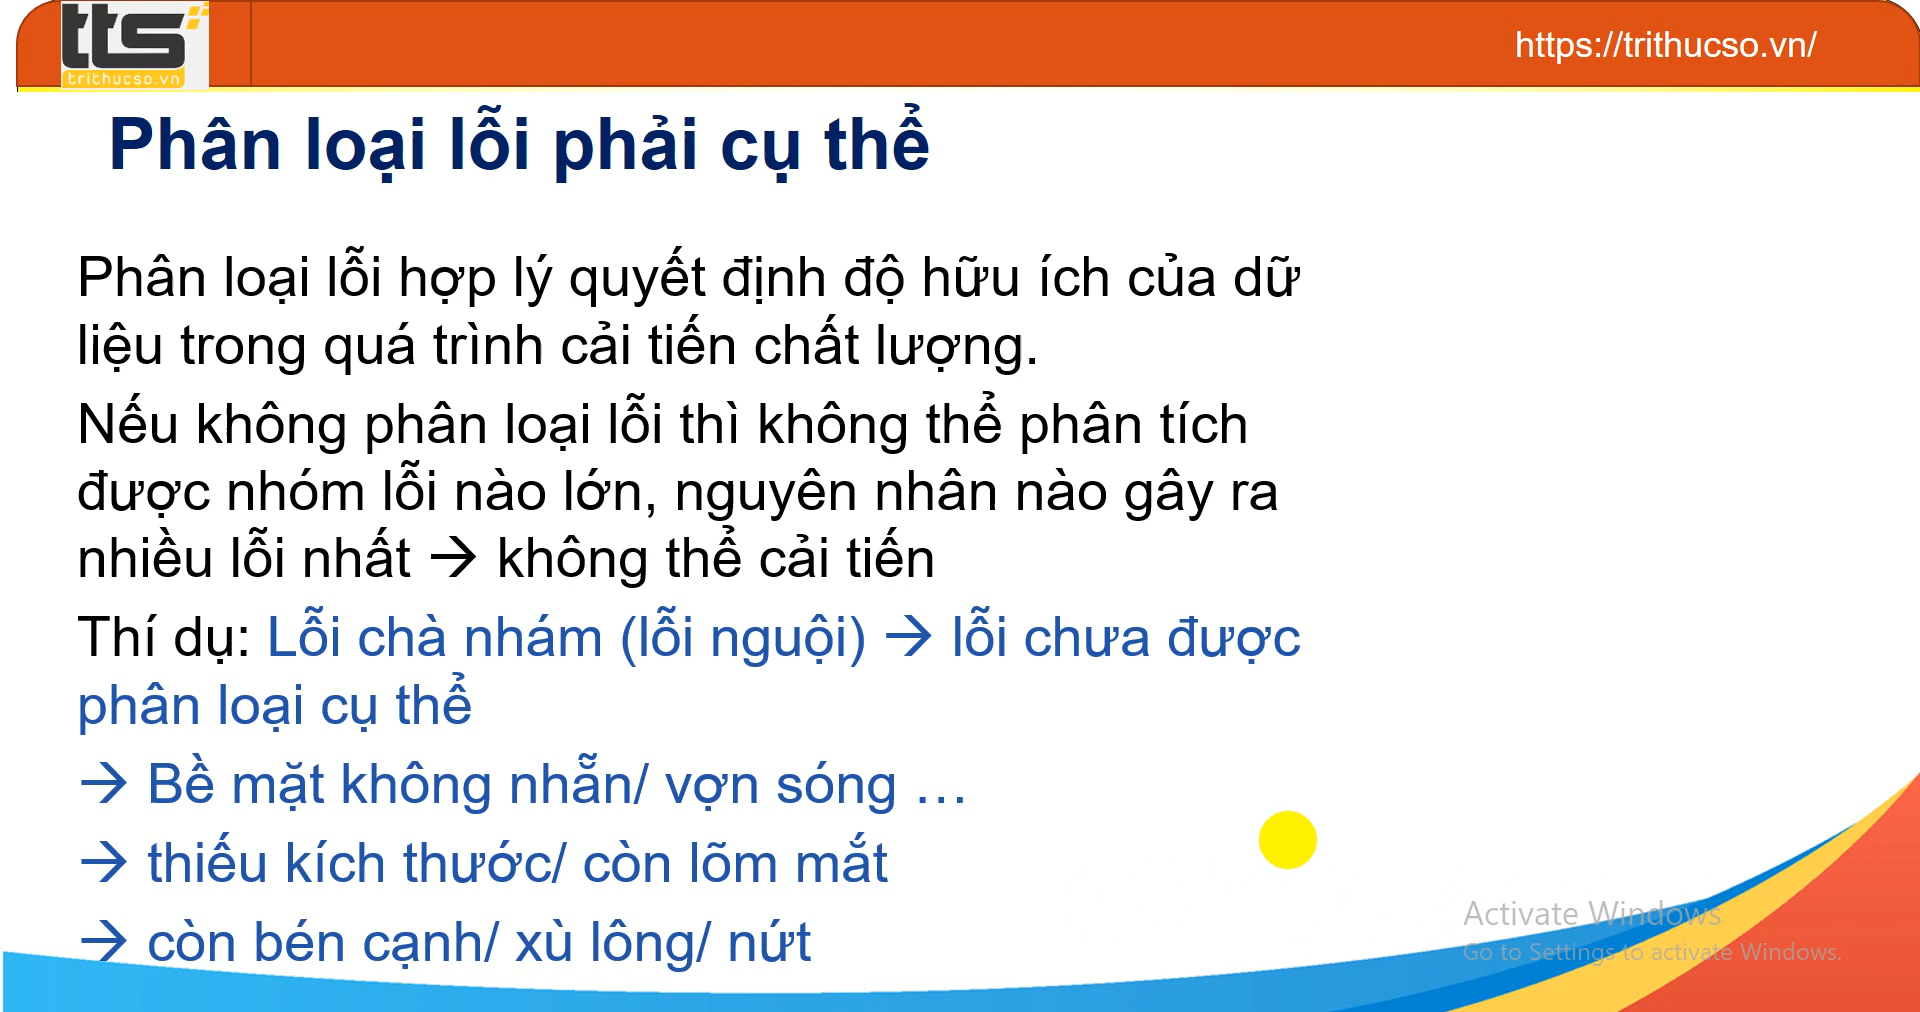 tts
trithucso.vn
https://trithucso.vn/
Phân loại lỗi phải cụ thể
Phân loại lỗi hợp lý quyết định độ hữu ích của dữ
liệu trong quá trình cải tiến chất lượng.
Nếu không phân loại lỗi thì không thể phân tích
được nhóm lỗi nào lớn, nguyên nhân nào gây ra
nhiều lỗi nhất → không thể cải tiến
Thí dụ: Lỗi chà nhám (lỗi nguội) → lỗi chưa được
phân loại cụ thể
→ Bề mặt không nhẵn/ vợn sóng …
→ thiếu kích thước/ còn lõm mắt
→ còn bén cạnh/ xù lông/ nứt
Activate Windows
Go to Settings to activate Windows.